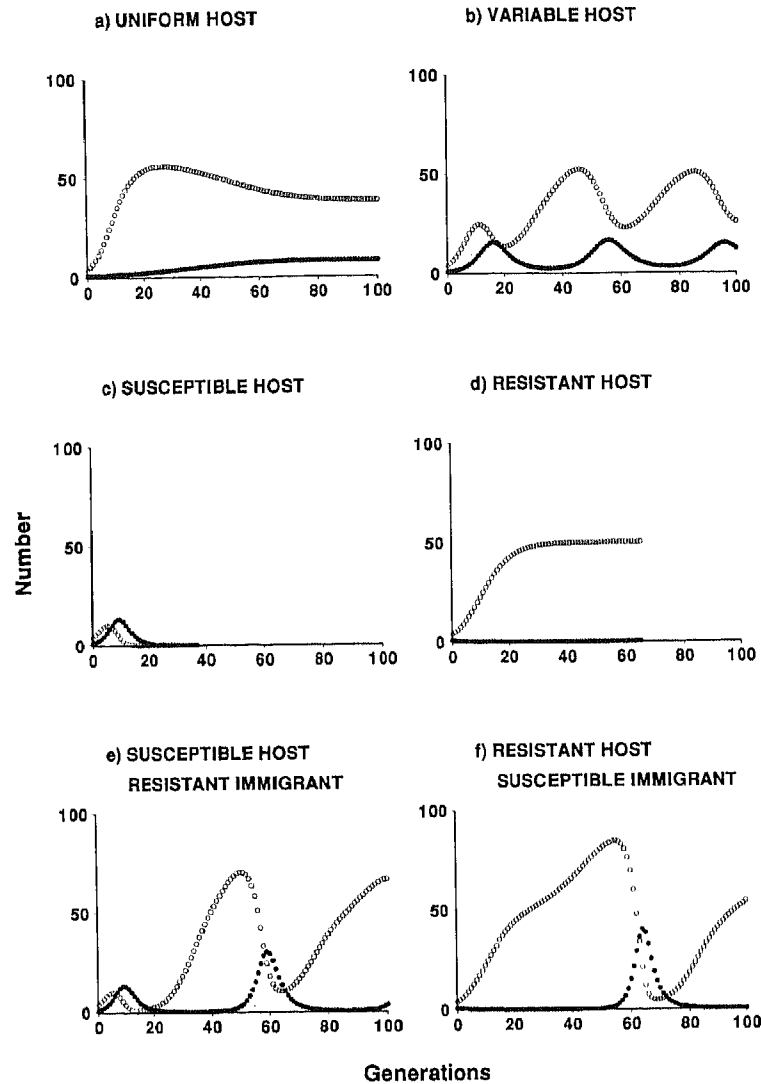 a) UNIFORM HOST
100
50
0
0 20 40 60 80 100
b) VARIABLE HOST
100
50
0
0 20 40 60 80 100
c) SUSCEPTIBLE HOST
100
50
0
0 20 40 60 80 100
d) RESISTANT HOST
100
50
0
0 20 40 60 80 100
Number
e) SUSCEPTIBLE HOST
RESISTANT IMMIGRANT
100
50
0
0 20 40 60 80 100
f) RESISTANT HOST
SUSCEPTIBLE IMMIGRANT
100
50
0
0 20 40 60 80 100
Generations